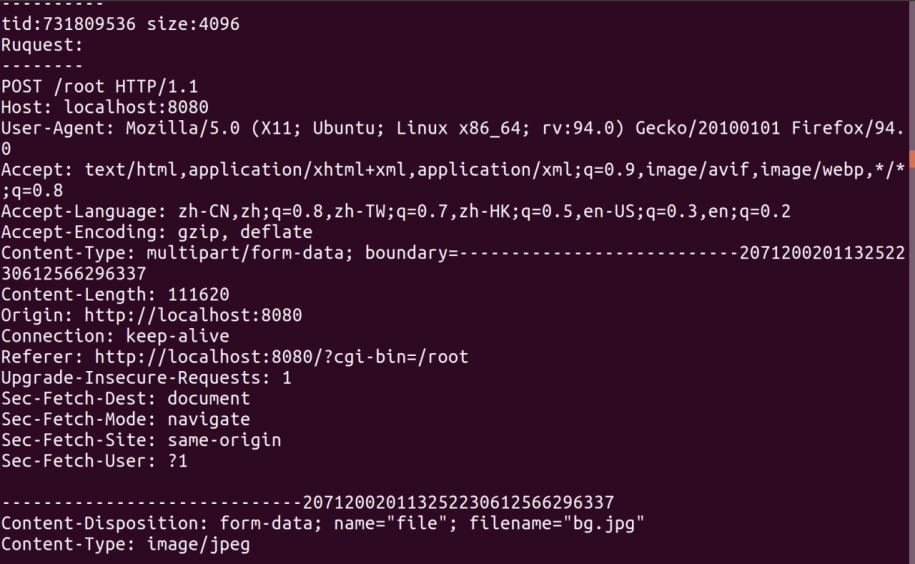 ----------
tid:731809536 size:4096
Ruquest:
--------
POST /root HTTP/1.1
Host: localhost:8080
User-Agent: Mozilla/5.0 (X11; Ubuntu; Linux x86_64; rv:94.0) Gecko/20100101 Firefox/94.
0
Accept: text/html,application/xhtml+xml,application/xml;q=0.9,image/avif,image/webp,*/*
;q=0.8
Accept-Language: zh-CN,zh;q=0.8,zh-TW;q=0.7,zh-HK;q=0.5,en-US;q=0.3,en;q=0.2
Accept-Encoding: gzip, deflate
Content-Type: multipart/form-data; boundary=---------------------------2071200201132522
30612566296337
Content-Length: 111620
Origin: http://localhost:8080
Connection: keep-alive
Referer: http://localhost:8080/?cgi-bin=/root
Upgrade-Insecure-Requests: 1
Sec-Fetch-Dest: document
Sec-Fetch-Mode: navigate
Sec-Fetch-Site: same-origin
Sec-Fetch-User: ?1
-----------------------------207120020113252230612566296337
Content-Disposition: form-data; name="file"; filename="bg.jpg"
Content-Type: image/jpeg